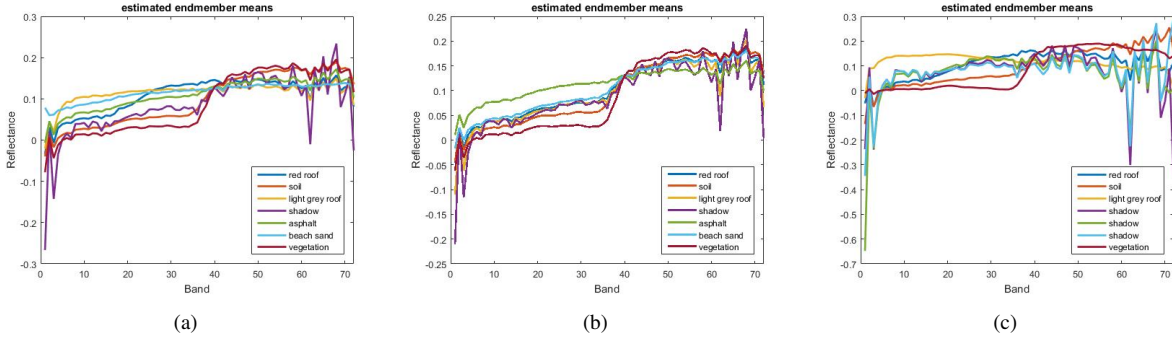 estimated endmember means
0.3
0.2
0.1
0
-0.1
-0.2
-0.3
Reflectance
red roof
soil
light grey roof
shadow
asphalt
beach sand
vegetation
0 10 20 30 40 50 60 70
Band
(a)
estimated endmember means
0.25
0.2
0.15
0.1
0.05
0
-0.05
-0.1
-0.15
-0.2
-0.25
Reflectance
red roof
soil
light grey roof
shadow
asphalt
beach sand
vegetation
0 10 20 30 40 50 60 70
Band
(b)
estimated endmember means
0.3
0.2
0.1
0
-0.1
-0.2
-0.3
-0.4
-0.5
-0.6
-0.7
Reflectance
red roof
soil
light grey roof
shadow
shadow
shadow
vegetation
0 10 20 30 40 50 60 70
Band
(c)